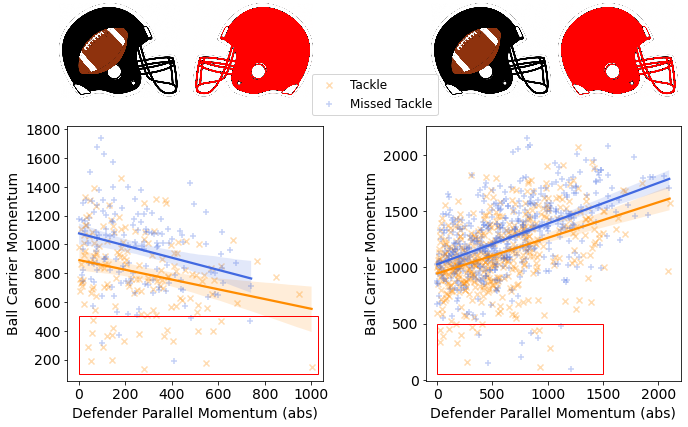 Tackle
Missed Tackle
1800
1600
1400
1200
1000
800
600
400
200
0 200 400 600 800 1000
Ball Carrier Momentum
Defender Parallel Momentum (abs)
2000
1500
1000
500
0
0 500 1000 1500 2000
Ball Carrier Momentum
Defender Parallel Momentum (abs)